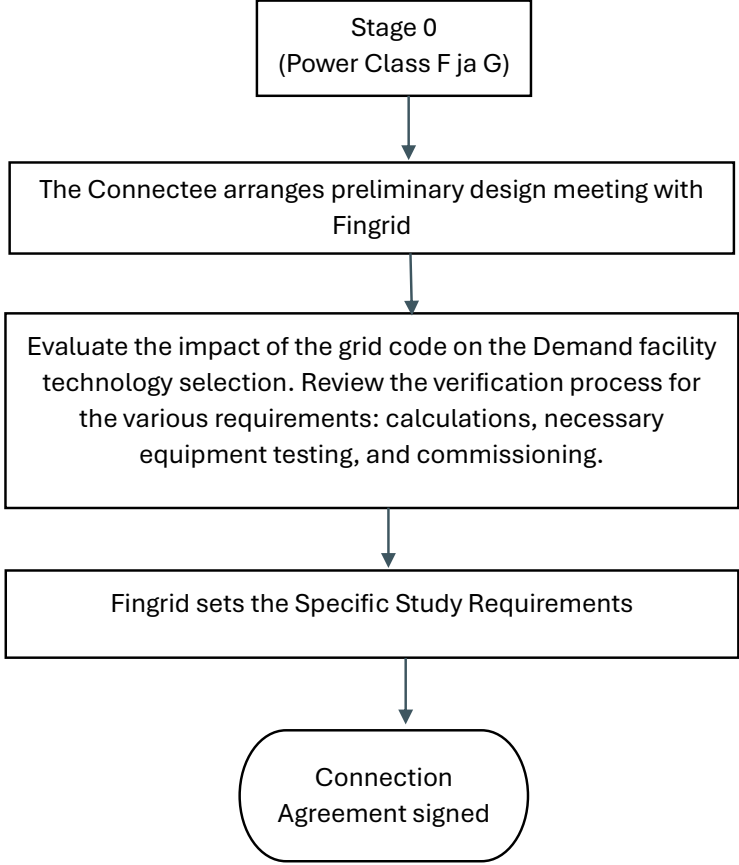 Stage 0
(Power Class F ja G)
The Connectee arranges preliminary design meeting with
Fingrid
Evaluate the impact of the grid code on the Demand facility
technology selection. Review the verification process for
the various requirements: calculations, necessary
equipment testing, and commissioning.
Fingrid sets the Specific Study Requirements
Connection
Agreement signed